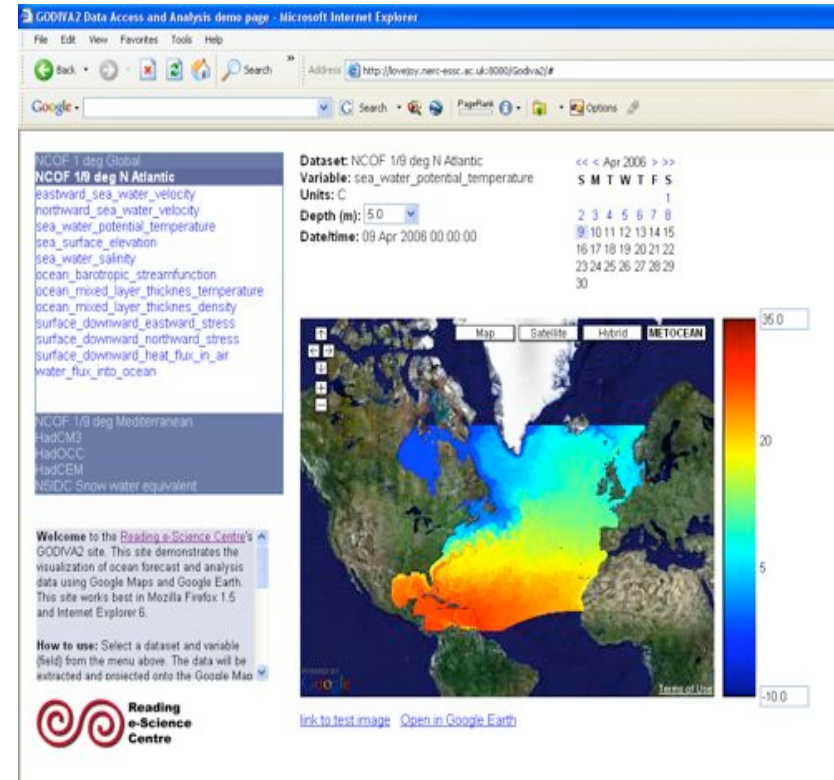 GODIVA2 Data Access and Analysis demo page - Microsoft Internet Explorer
File Edit View Favorites Tools Help
Back Search » Address http://lovejoy.nerc-essc.ac.uk:8080/Godiva2/#
Google - Search PageRank Options
NCOF 1 deg Global
NCOF 1/9 deg N Atlantic
eastward_sea_water_velocity
northward_sea_water_velocity
sea_water_potential_temperature
sea_surface_elevation
sea_water_salinity
ocean_barotropic_streamfunction
ocean_mixed_layer_thicknes_temperature
ocean_mixed_layer_thicknes_density
surface_downward_eastward_stress
surface_downward_northward_stress
surface_downward_heat_flux_in_air
water_flux_into_ocean
NCOF 1/9 deg Mediterranean
HadCM3
HadOCC
HadCEM
NSIDC Snow water equivalent
Welcome to the Reading e-Science Centre's
GODIVA2 site. This site demonstrates the
visualization of ocean forecast and analysis
data using Google Maps and Google Earth.
This site works best in Mozilla Firefox 1.5
and Internet Explorer 6.
How to use: Select a dataset and variable
(field) from the menu above. The data will be
extracted and projected onto the Google Map
Reading
e-Science
Centre
Dataset: NCOF 1/9 deg N Atlantic
Variable: sea_water_potential_temperature
Units: C
Depth (m): 5.0
Date/time: 09 Apr 2006 00:00:00
<< < Apr 2006 > >>
S M T W T F S
1
2 3 4 5 6 7 8
9 10 11 12 13 14 15
16 17 18 19 20 21 22
23 24 25 26 27 28 29
30
Map Satellite Hybrid METOCEAN
35.0
20
5
-10.0
POWERED BY
Google
Terms of Use
link to test image Open in Google Earth